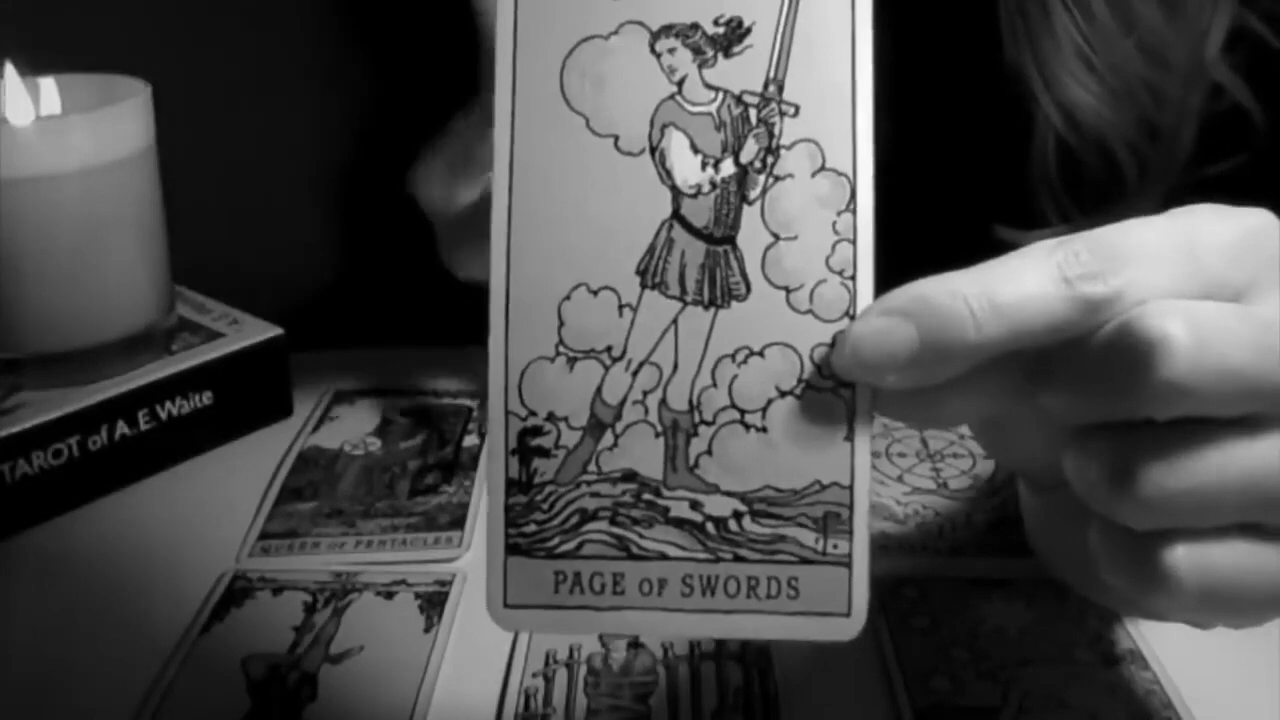 TAROT of A.E. Waite
QUEEN OF PENTACLES
PAGE OF SWORDS